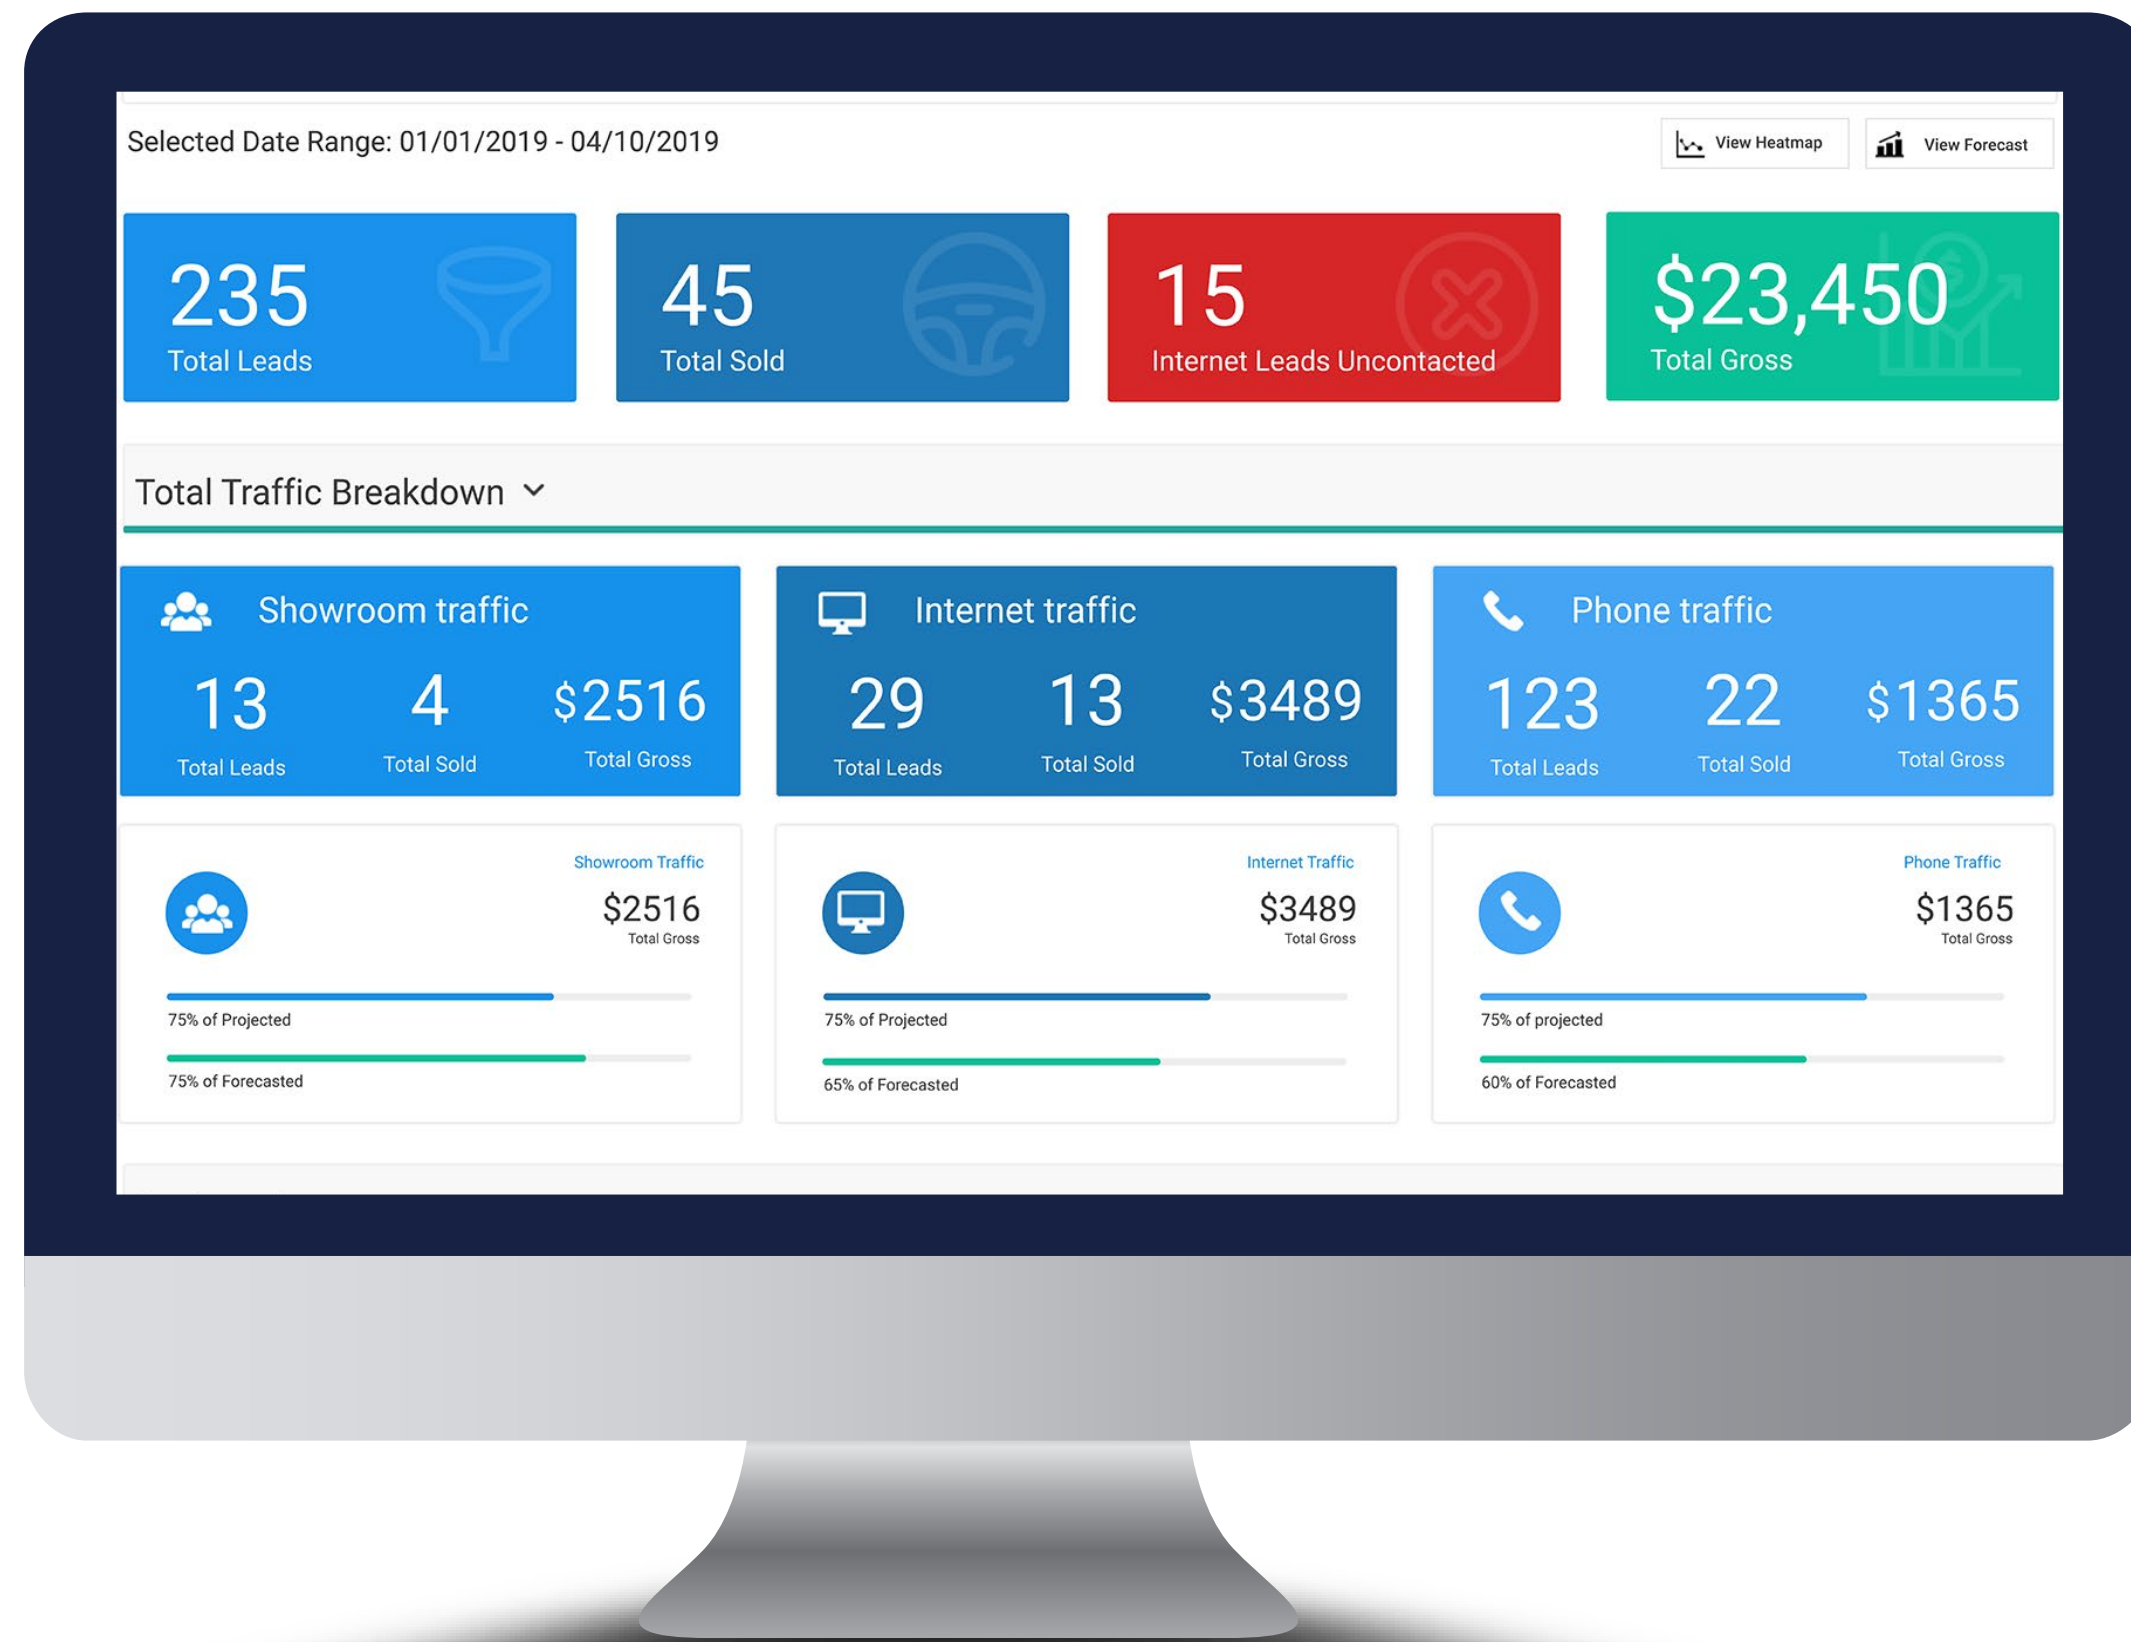 Selected Date Range: 01/01/2019 - 04/10/2019
View Heatmap
View Forecast
235
Total Leads
45
Total Sold
15
Internet Leads Uncontacted
$23,450
Total Gross
Total Traffic Breakdown
Showroom traffic
13
Total Leads
4
Total Sold
$2516
Total Gross
Internet traffic
29
Total Leads
13
Total Sold
$3489
Total Gross
Phone traffic
123
Total Leads
22
Total Sold
$1365
Total Gross
Showroom Traffic
$2516
Total Gross
75% of Projected
75% of Forecasted
Internet Traffic
$3489
Total Gross
75% of Projected
65% of Forecasted
Phone Traffic
$1365
Total Gross
75% of projected
60% of Forecasted